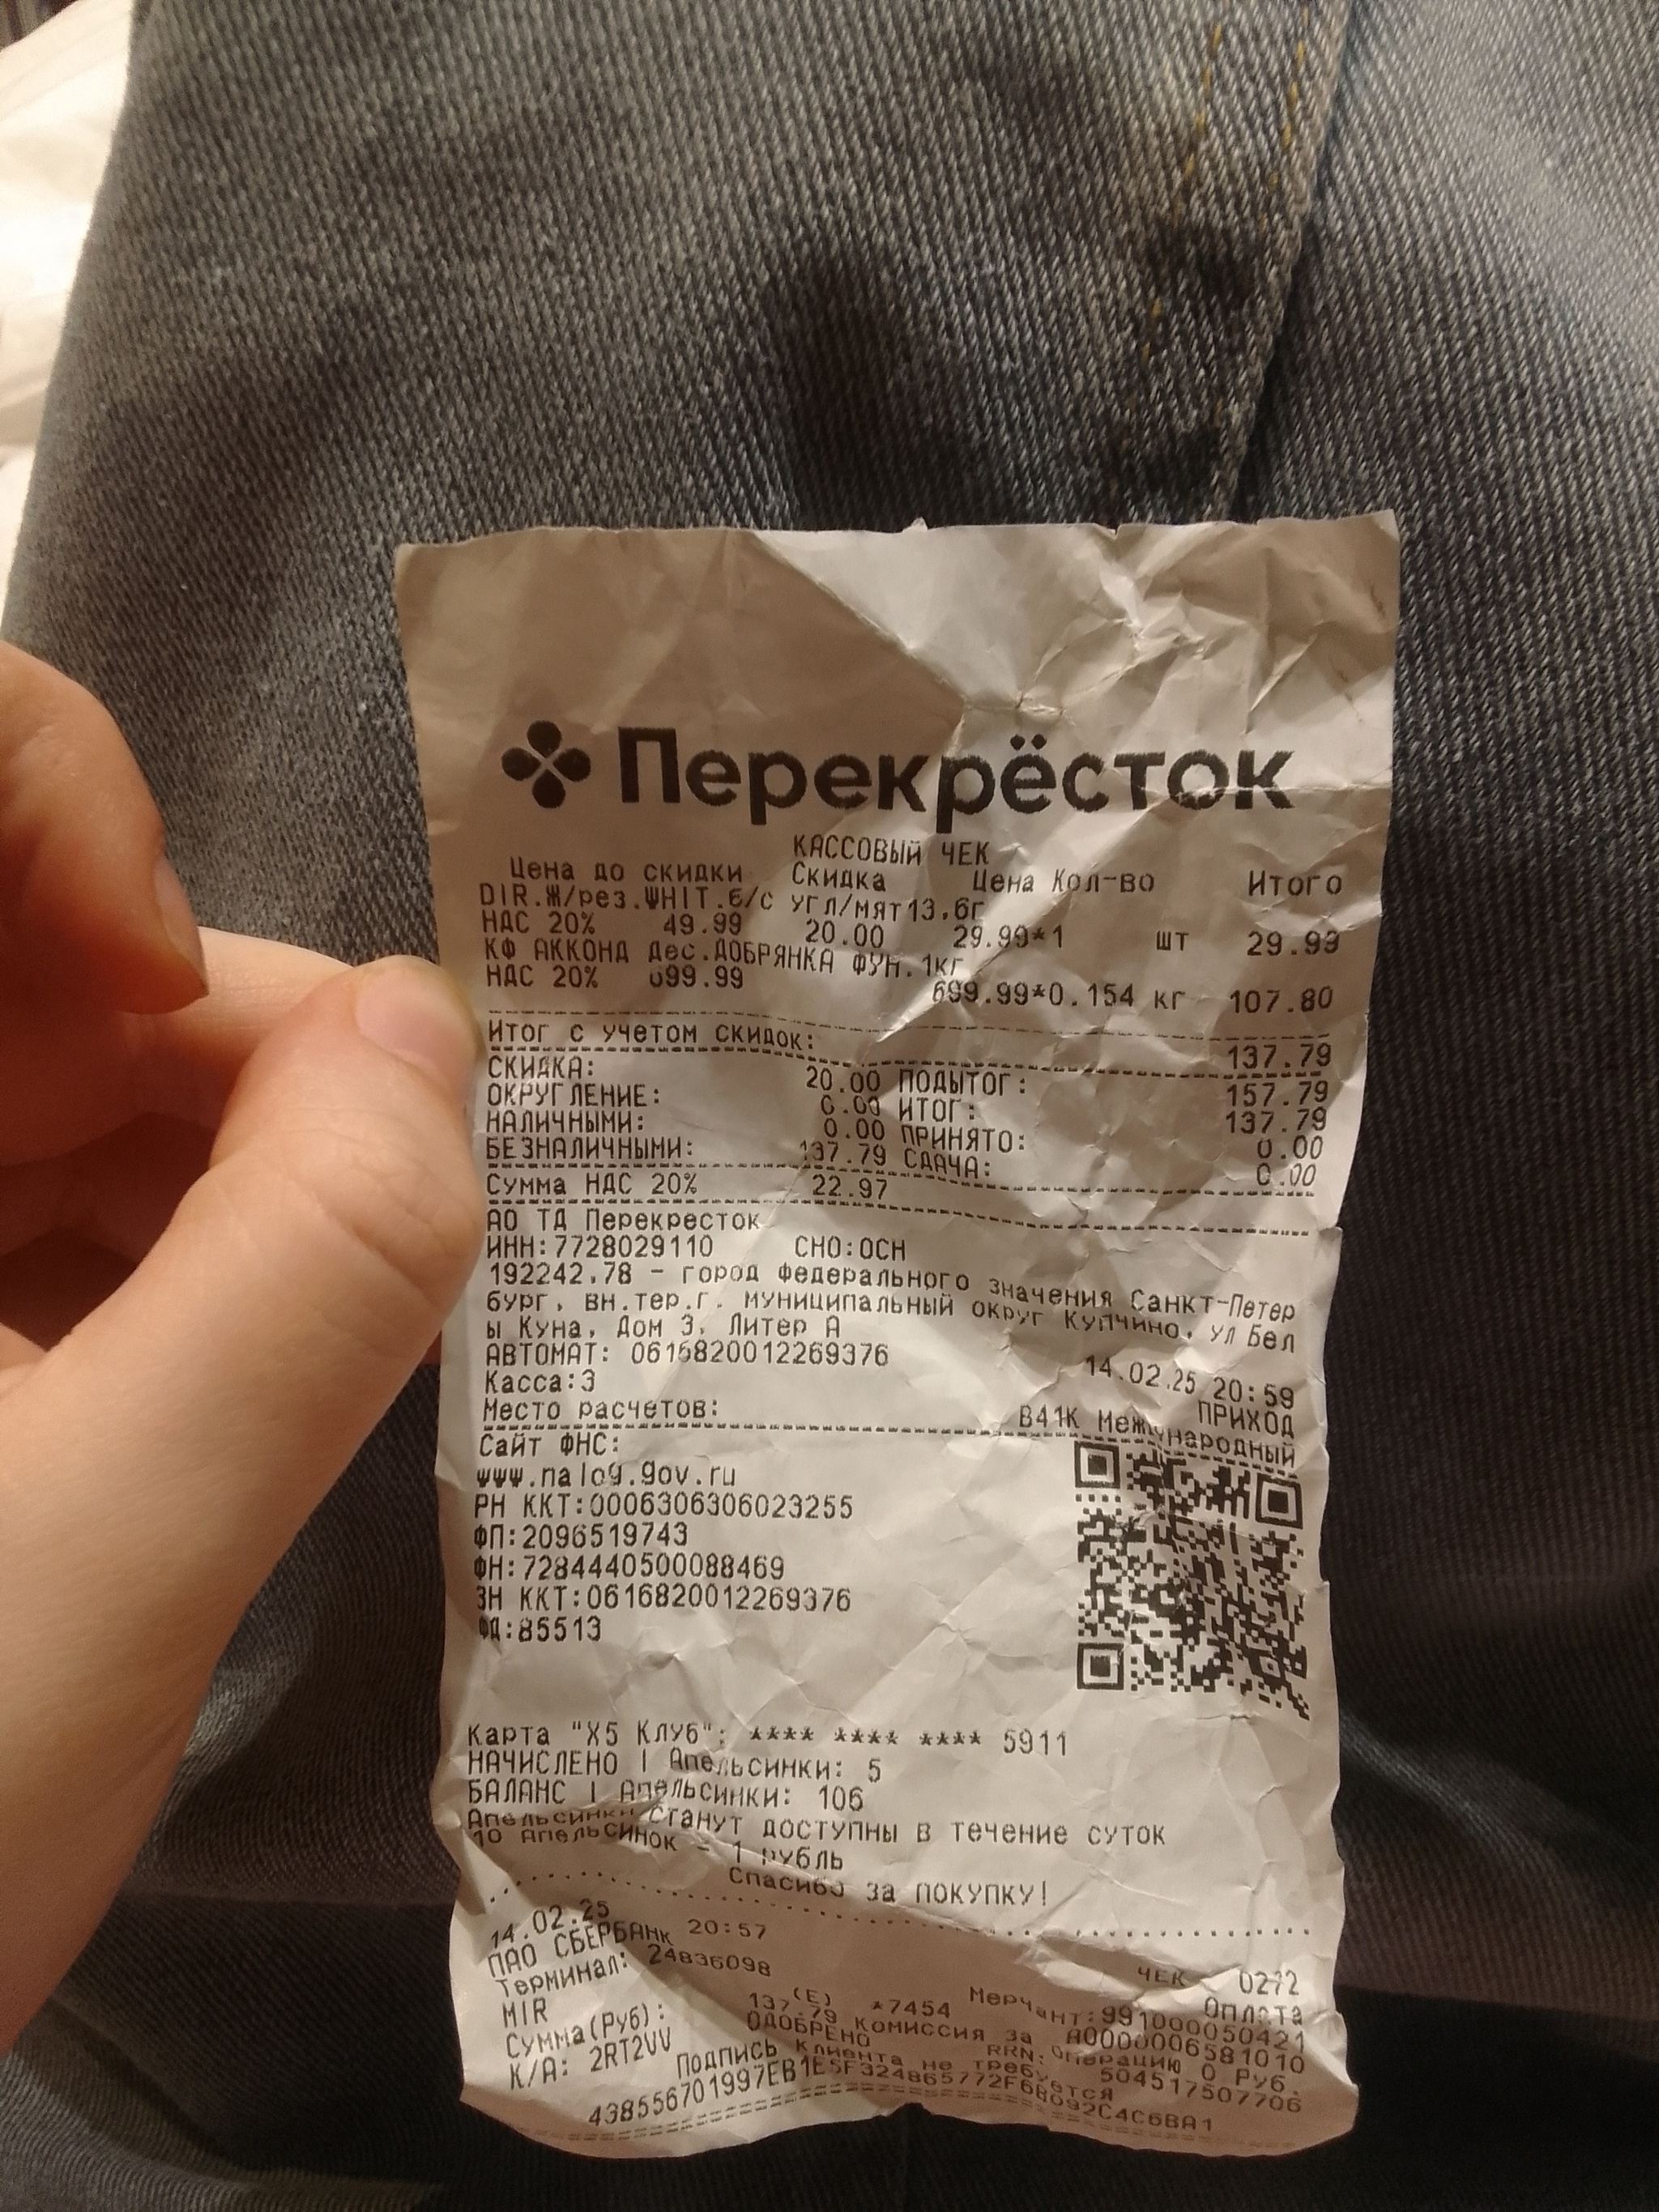 Перекрёсток
КАССОВЫЙ ЧЕК
Цена до скидки Скидка Цена Кол-во Итого
DIR.Ж/рез.WHIT.б/с угл/мят13,6г
НДС 20% 49.99 20.00 29.99*1 шт 29.99
КФ АККОНД дес.ДОБРЯНКА ФУН.1кг
НДС 20% 699.99 699.99*0.154 кг 107.80
Итог с учетом скидок: 137.79
СКИДКА: 20.00 ПОДЫТОГ: 157.79
ОКРУГЛЕНИЕ: 0.00 ИТОГ: 137.79
НАЛИЧНЫМИ: 0.00 ПРИНЯТО: 0.00
БЕЗНАЛИЧНЫМИ: 137.79 СДАЧА: 0.00
Сумма НДС 20% 22.97
АО ТД Перекресток
ИНН:7728029110 СНО:ОСН
192242,78 - город федерального значения Санкт-Петер
бург, вн.тер.г. муниципальный округ Купчино, ул Бел
ы Куна, Дом 3, Литер А
АВТОМАТ: 0616820012269376 14.02.25 20:59
Касса:3 ПРИХОД
Место расчетов: В41К Международный
Сайт ФНС:
www.nalog.gov.ru
РН ККТ:0006306306023255
ФП:2096519743
ФН:7284440500088469
ЗН ККТ:0616820012269376
ФД:85513
Карта "Х5 Клуб": **** **** **** 5911
НАЧИСЛЕНО | Апельсинки: 5
БАЛАНС | Апельсинки: 106
Апельсинки станут доступны в течение суток
10 апельсинок = 1 рубль
Спасибо за покупку!
14.02.25 20:57 ЧЕК 0272
ПАО СБЕРБАНК Оплата
Терминал: 24836098 Мерчант:991000050421
MIR (E) *7454 A0000006581010
Сумма(Руб): 137.79 Комиссия за операцию 0 Руб.
К/А: 2RT2VV ОДОБРЕНО RRN: 504517507706
Подпись клиента не требуется
438556701997EB1E5F324865772F6B092C4C6BA1